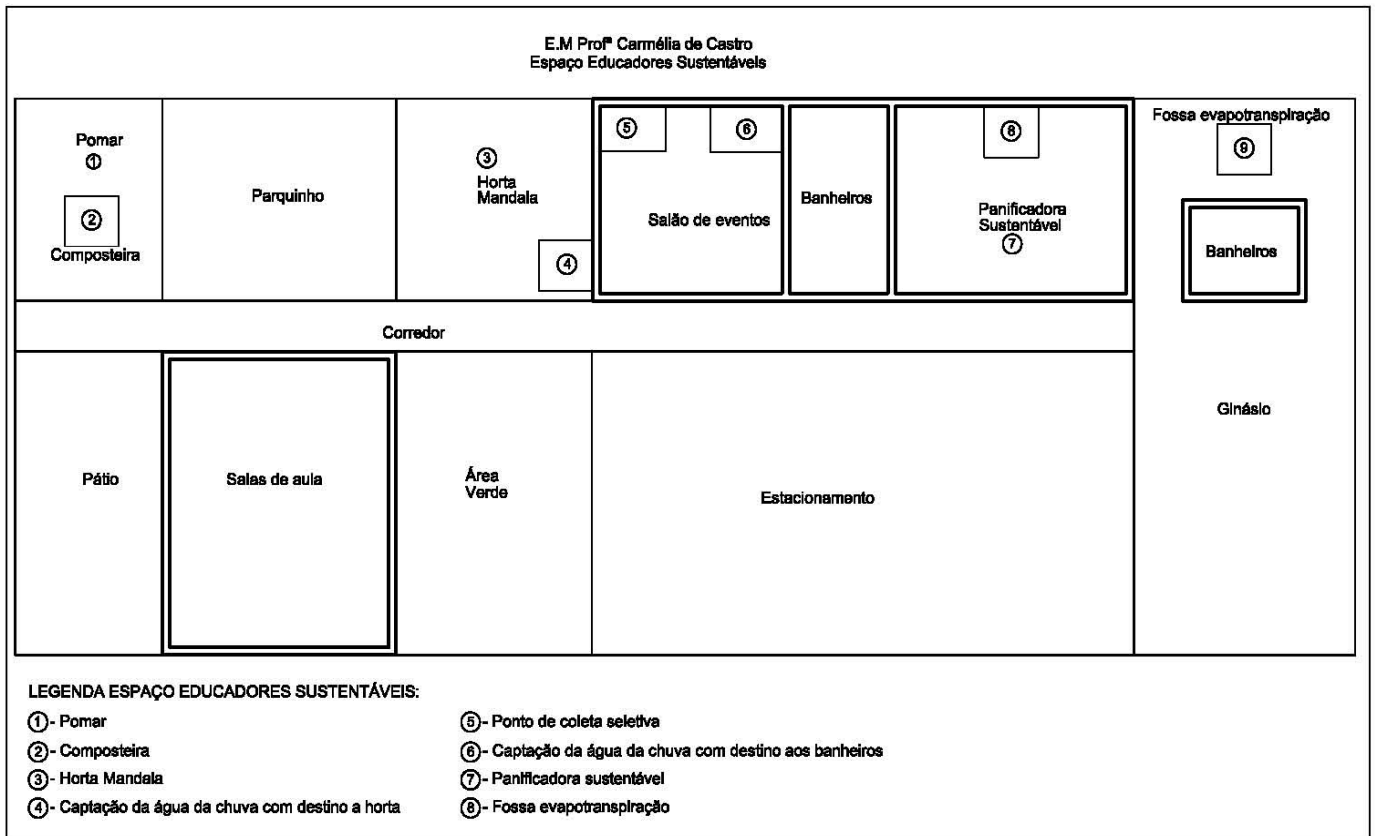 E.M Profª Carmélia de Castro
Espaço Educadores Sustentáveis
Pomar
1
2
Composteira
Parquinho
3
Horta
Mandala
4
5
6
Salão de eventos
Banheiros
8
Panificadora
Sustentável
7
Fossa evapotranspiração
9
Banheiros
Corredor
Pátio
Salas de aula
Área
Verde
Estacionamento
Ginásio
LEGENDA ESPAÇO EDUCADORES SUSTENTÁVEIS:
1 - Pomar
2 - Composteira
3 - Horta Mandala
4 - Captação da água da chuva com destino a horta
5 - Ponto de coleta seletiva
6 - Captação da água da chuva com destino aos banheiros
7 - Panificadora sustentável
8 - Fossa evapotranspiração